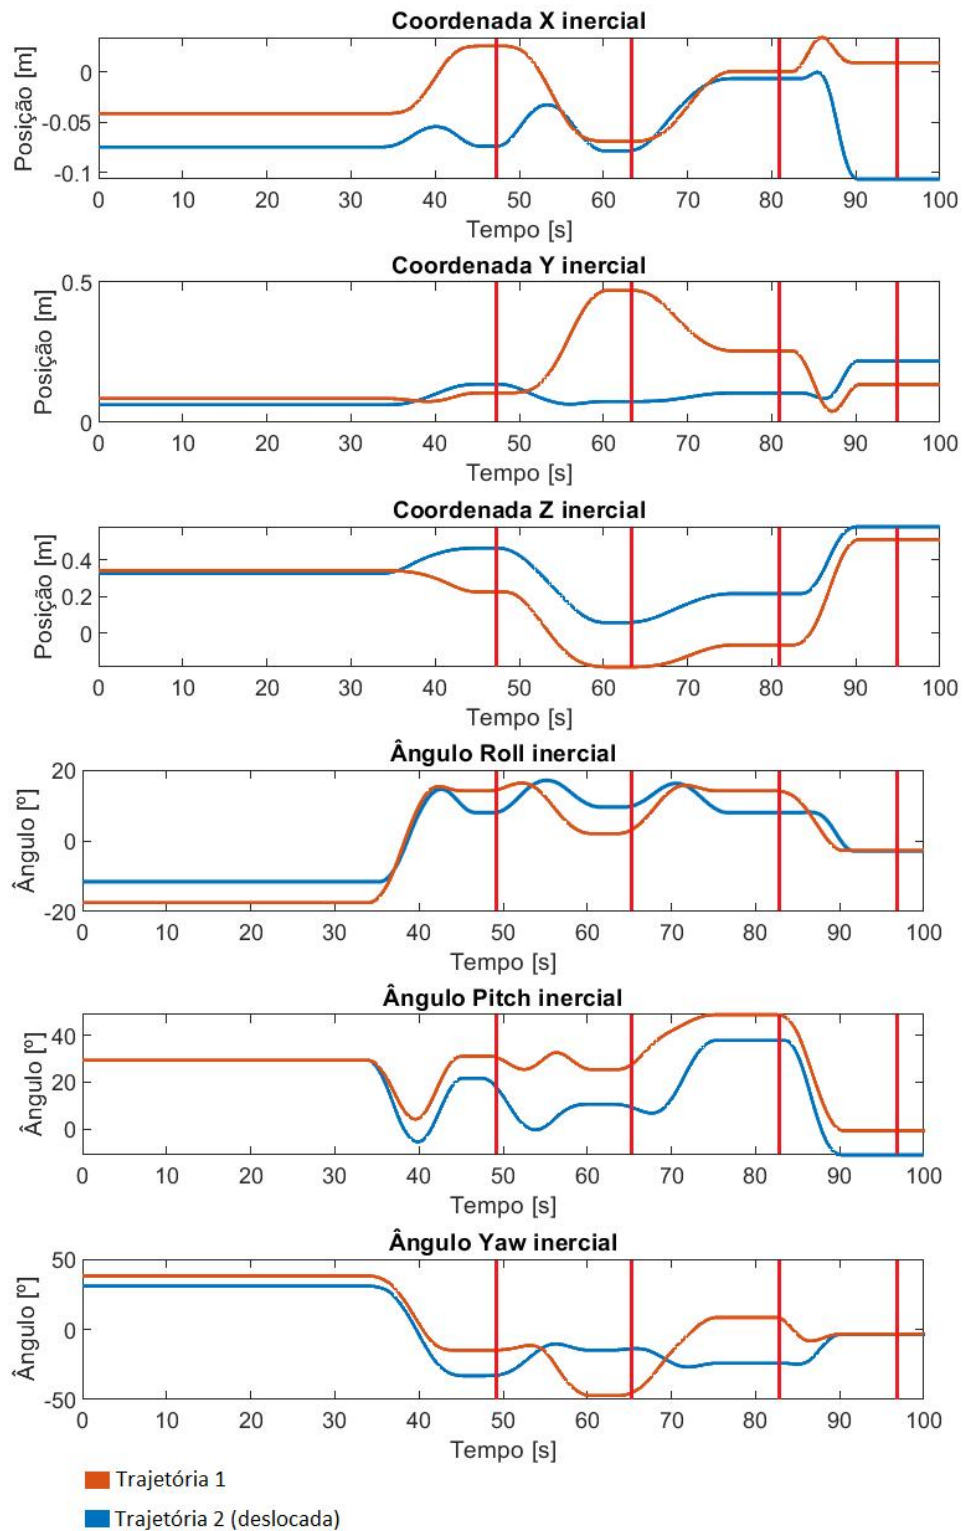 Coordenada X inercial
Posição [m]
0
-0.05
-0.1
0 10 20 30 40 50 60 70 80 90 100
Tempo [s]
Coordenada Y inercial
Posição [m]
0.5
0
0 10 20 30 40 50 60 70 80 90 100
Tempo [s]
Coordenada Z inercial
Posição [m]
0.4
0.2
0
0 10 20 30 40 50 60 70 80 90 100
Tempo [s]
Ângulo Roll inercial
Ângulo [º]
20
0
-20
0 10 20 30 40 50 60 70 80 90 100
Tempo [s]
Ângulo Pitch inercial
Ângulo [º]
40
20
0
0 10 20 30 40 50 60 70 80 90 100
Tempo [s]
Ângulo Yaw inercial
Ângulo [º]
50
0
-50
0 10 20 30 40 50 60 70 80 90 100
Tempo [s]
Trajetória 1
Trajetória 2 (deslocada)